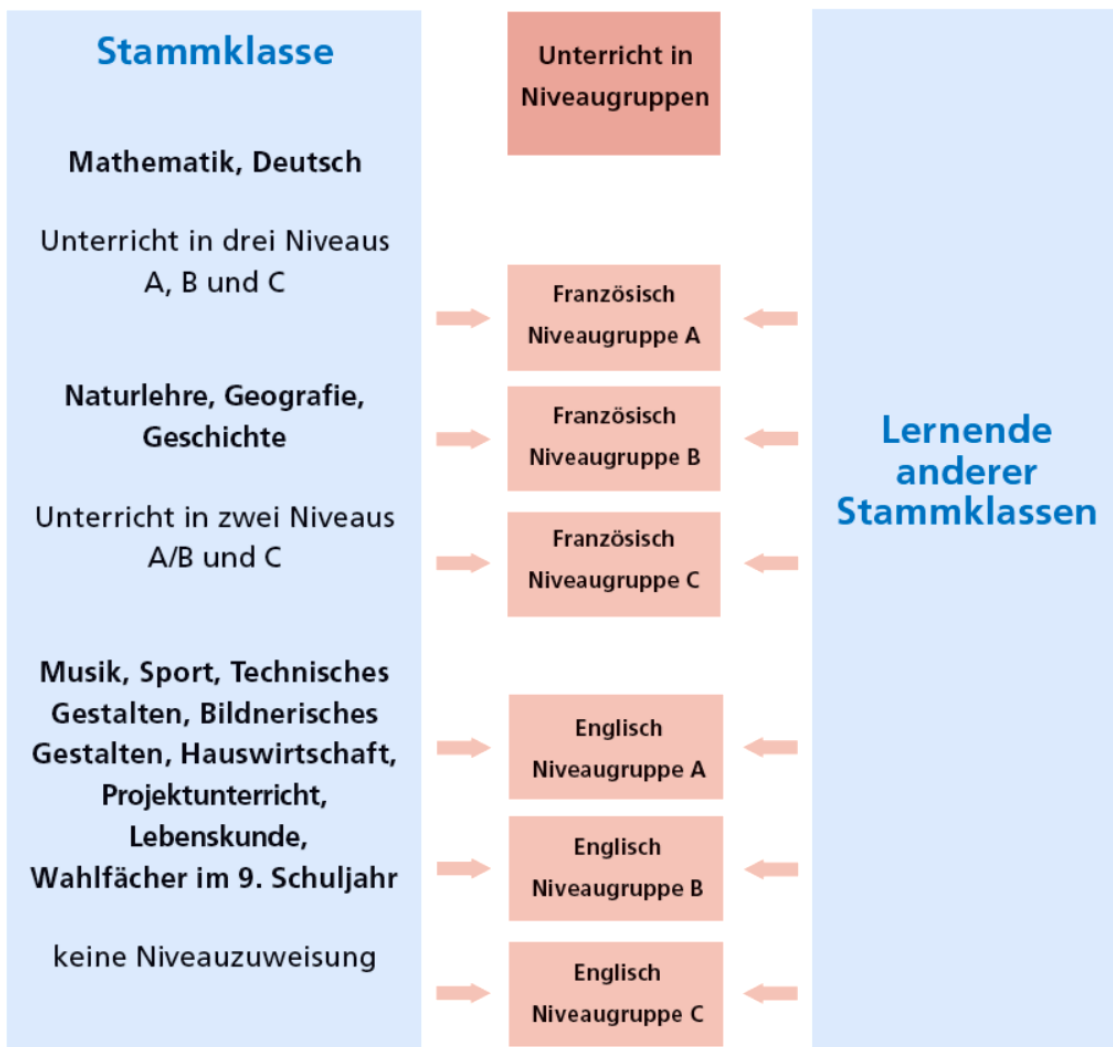 Stammklasse
Mathematik, Deutsch
Unterricht in drei Niveaus
A, B und C
Naturlehre, Geografie,
Geschichte
Unterricht in zwei Niveaus
A/B und C
Musik, Sport, Technisches
Gestalten, Bildnerisches
Gestalten, Hauswirtschaft,
Projektunterricht,
Lebenskunde,
Wahlfächer im 9. Schuljahr
keine Niveauzuweisung
Unterricht in
Niveaugruppen
Französisch
Niveaugruppe A
Französisch
Niveaugruppe B
Französisch
Niveaugruppe C
Englisch
Niveaugruppe A
Englisch
Niveaugruppe B
Englisch
Niveaugruppe C
Lernende
anderer
Stammklassen